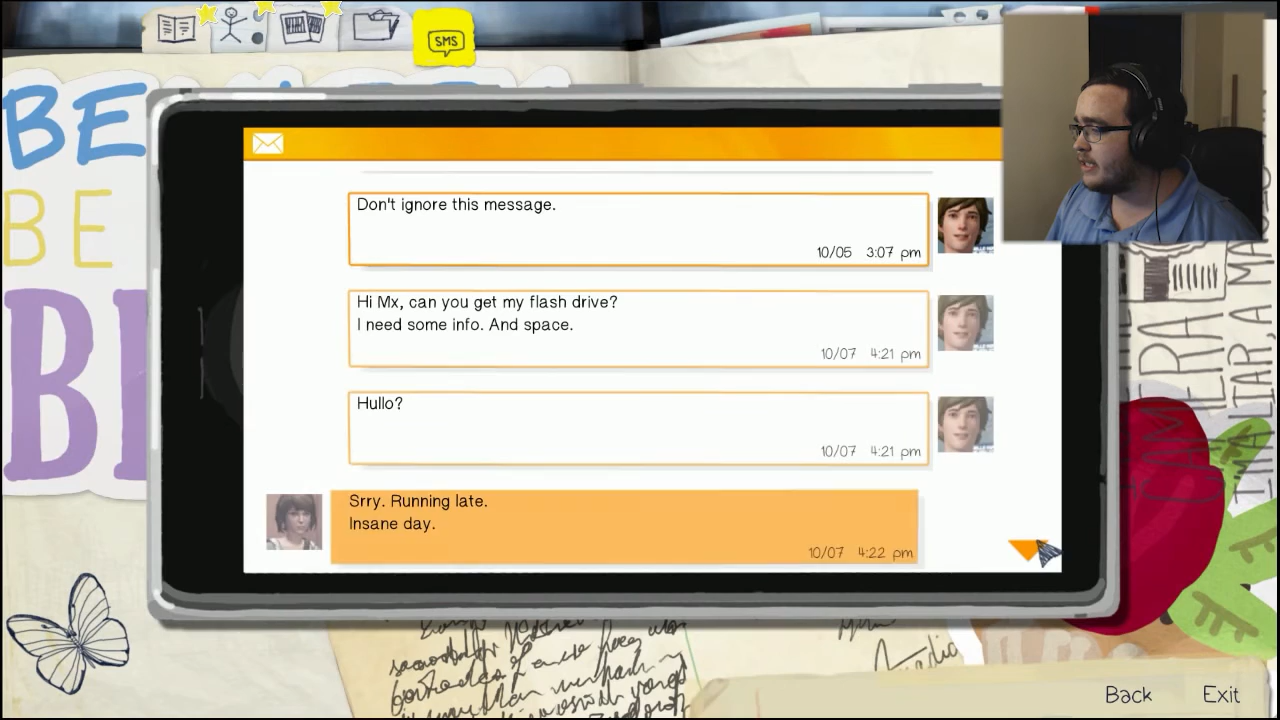 SMS
BE
BE
Don't ignore this message.
10/05 3:07 pm
Hi Mx, can you get my flash drive?
I need some info. And space.
10/07 4:21 pm
Hullo?
10/07 4:21 pm
Srry. Running late.
Insane day.
10/07 4:22 pm
CAMERA
LIAR, A
Back
Exit